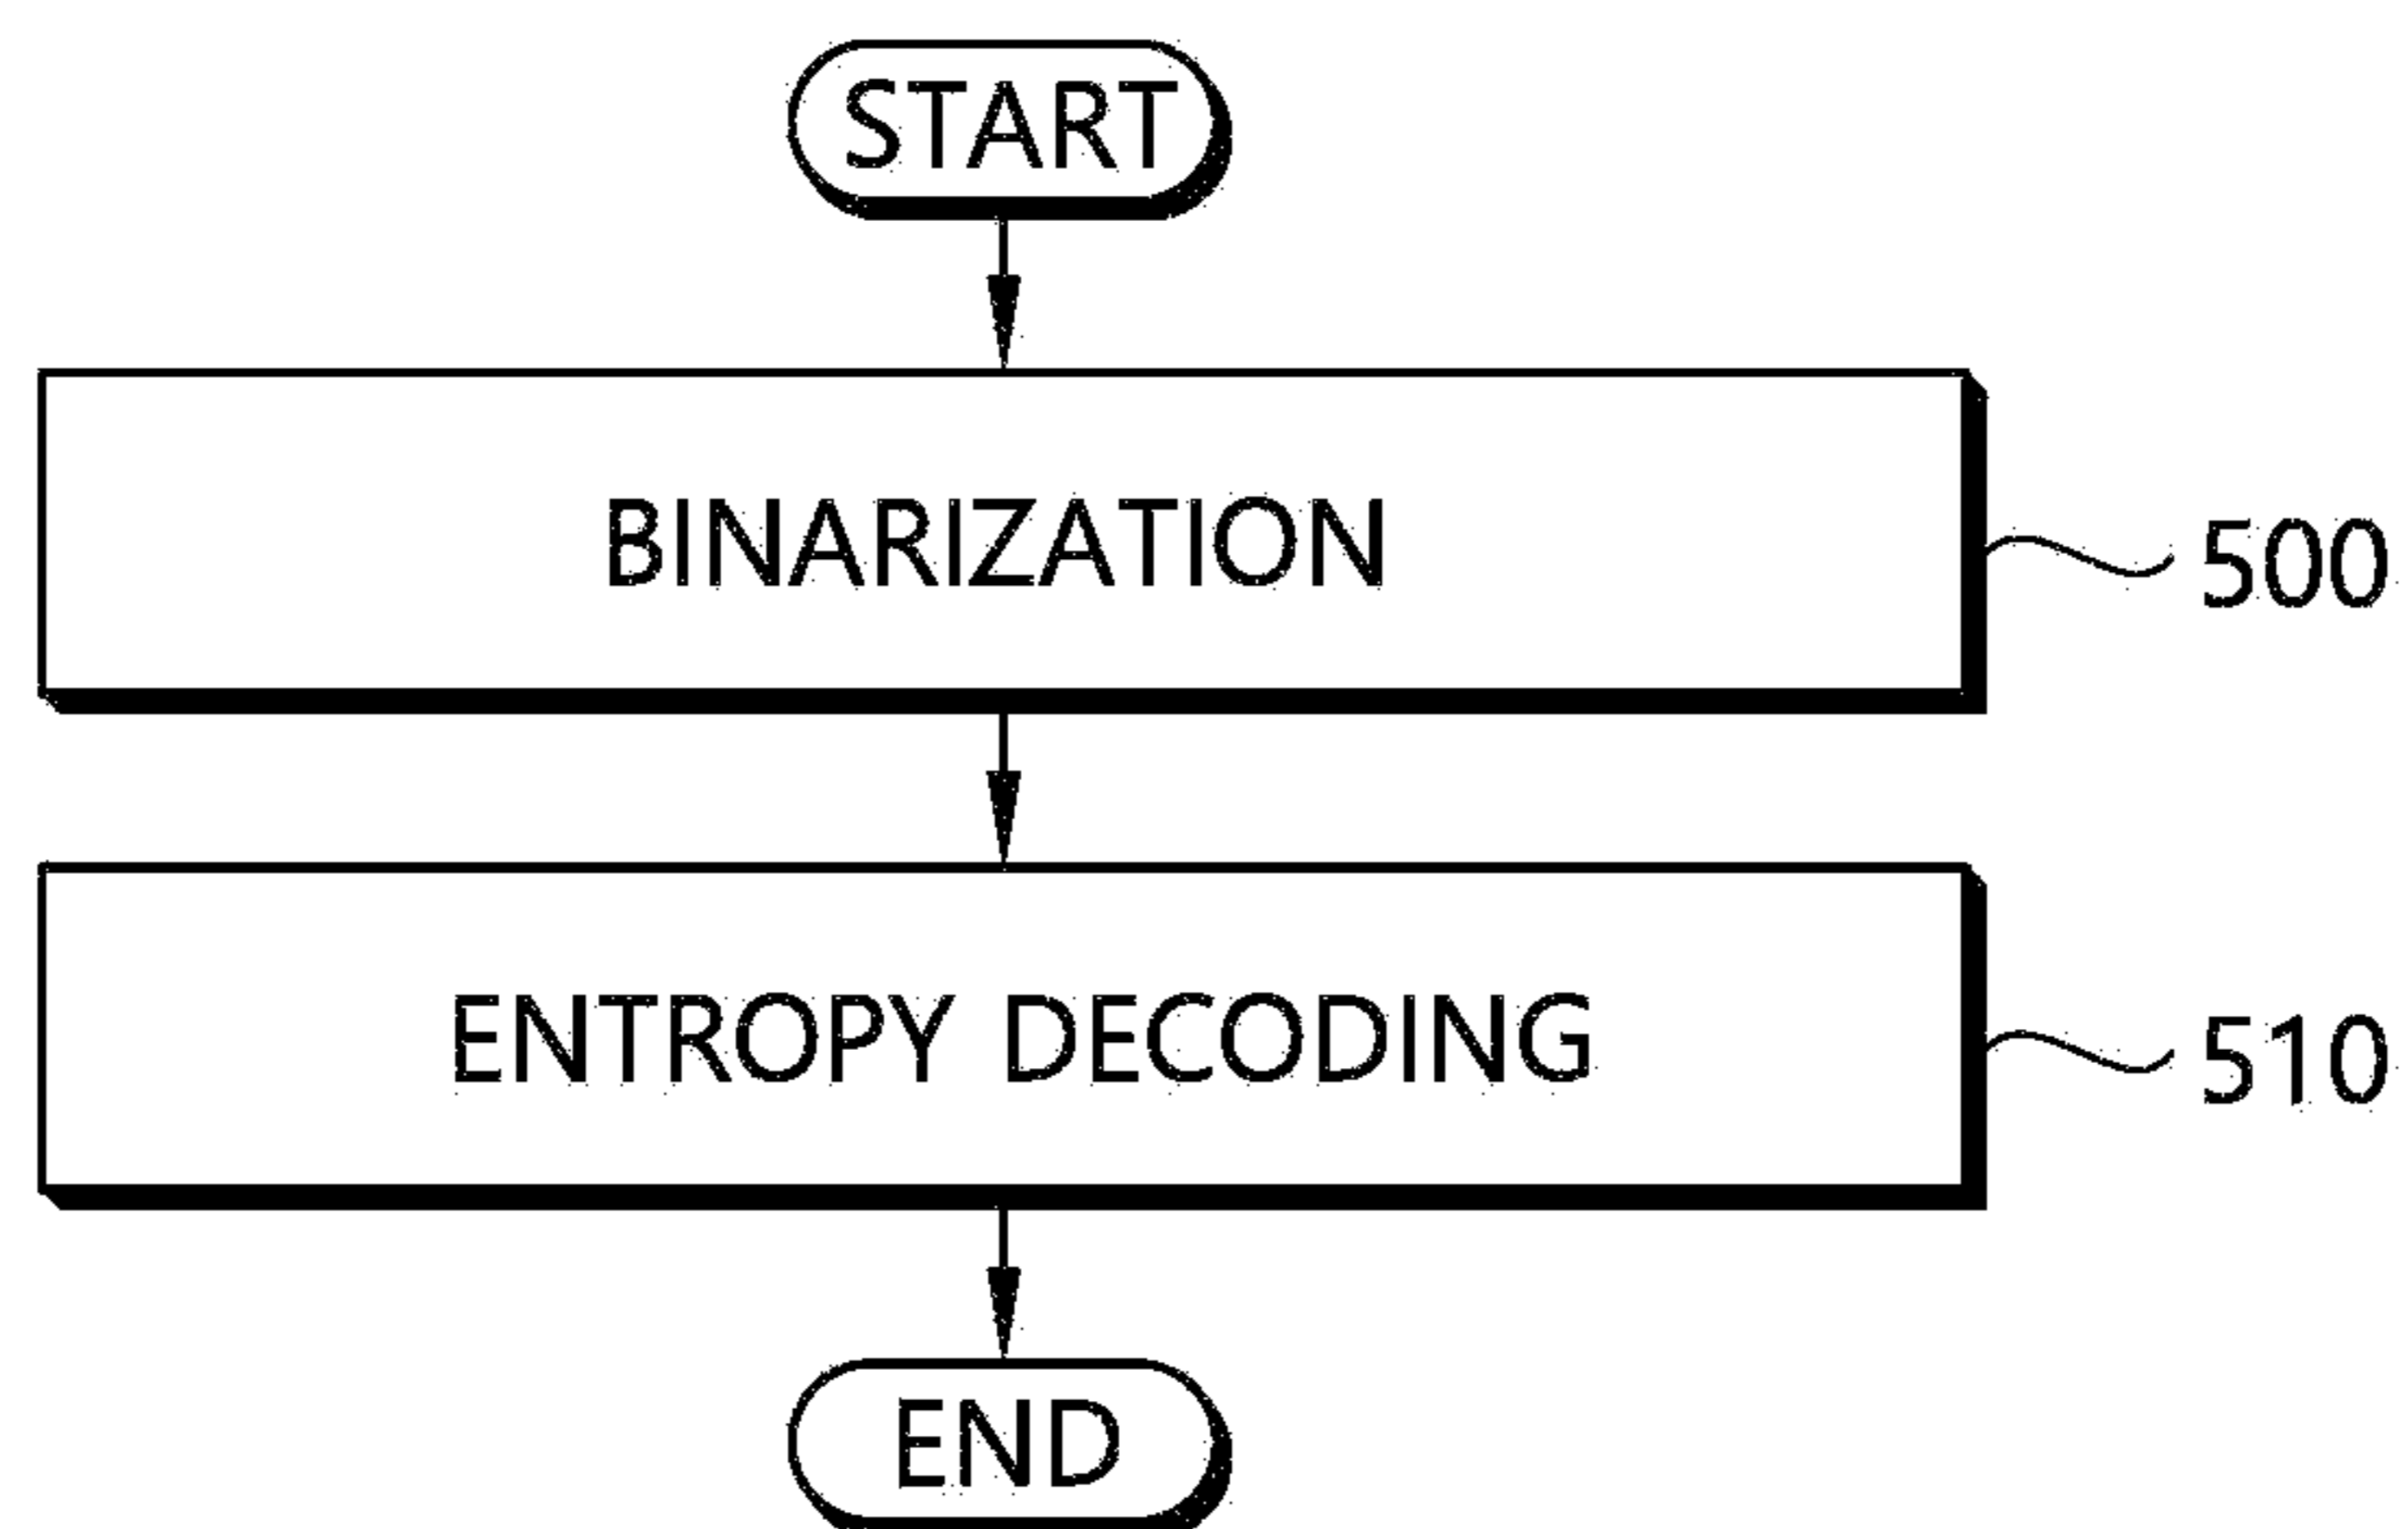 START
BINARIZATION
500
ENTROPY DECODING
510
END